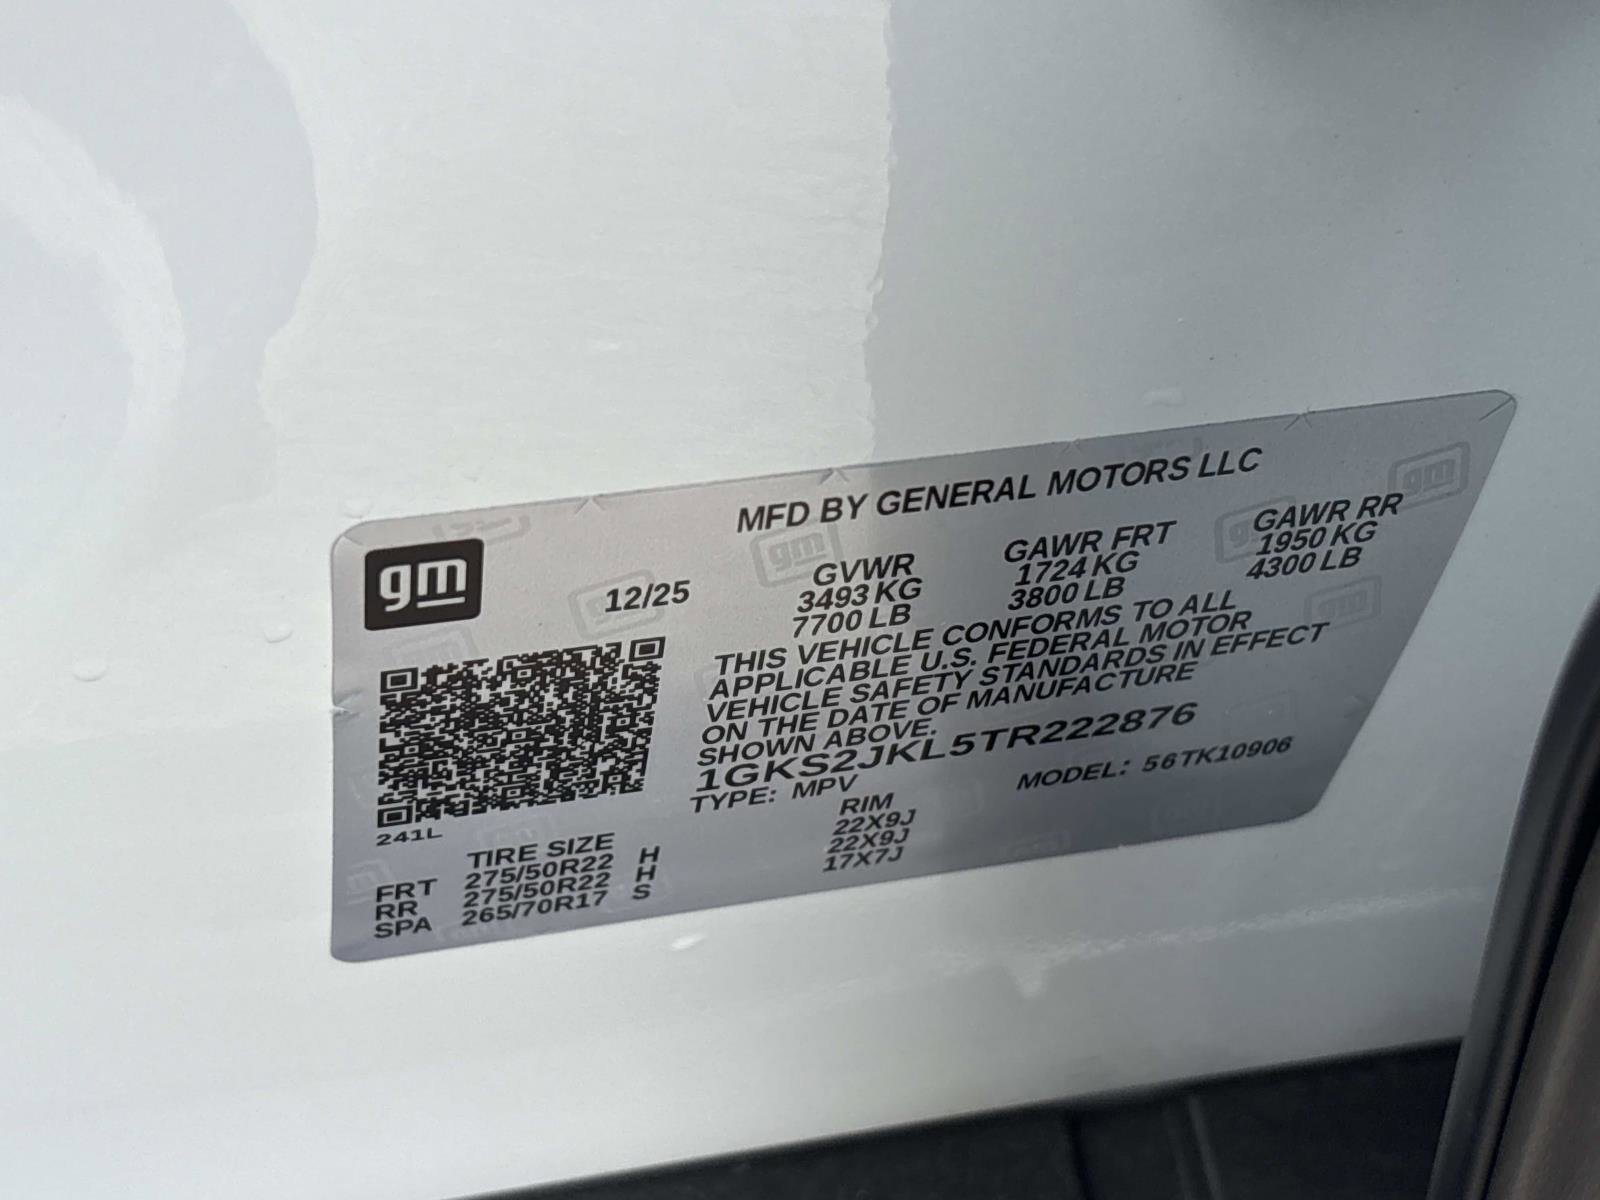 MFD BY GENERAL MOTORS LLC
gm
12/25
GVWR GAWR FRT GAWR RR
3493 KG 1724 KG 1950 KG
7700 LB 3800 LB 4300 LB
THIS VEHICLE CONFORMS TO ALL
APPLICABLE U.S. FEDERAL MOTOR
VEHICLE SAFETY STANDARDS IN EFFECT
ON THE DATE OF MANUFACTURE
SHOWN ABOVE.
1GKS2JKL5TR222876
TYPE: MPV MODEL: 56TK10906
241L
TIRE SIZE RIM
FRT 275/50R22 H 22X9J
RR 275/50R22 H 22X9J
SPA 265/70R17 S 17X7J